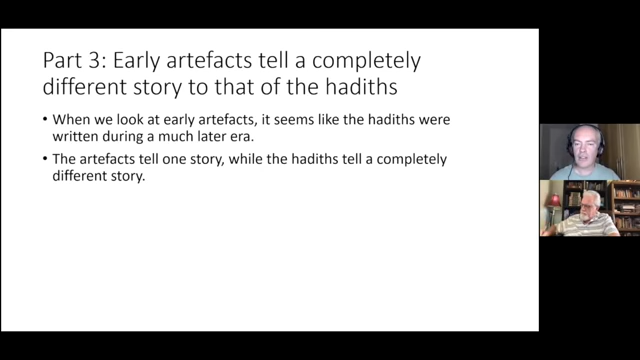 Part 3: Early artefacts tell a completely
different story to that of the hadiths
• When we look at early artefacts, it seems like the hadiths were
written during a much later era.
• The artefacts tell one story, while the hadiths tell a completely
different story.